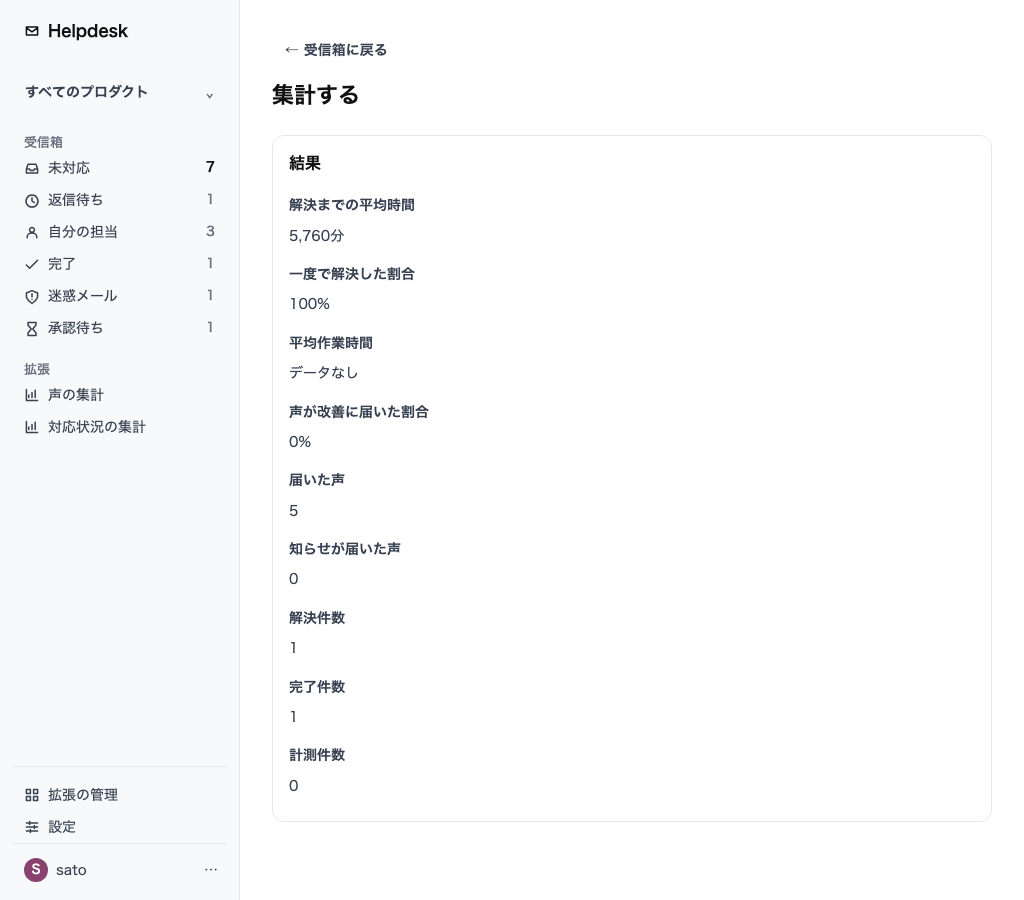 Helpdesk
すべてのプロダクト
受信箱
未対応 7
返信待ち 1
自分の担当 3
完了 1
迷惑メール 1
承認待ち 1
拡張
声の集計
対応状況の集計
拡張の管理
設定
S sato ...
← 受信箱に戻る
集計する
結果
解決までの平均時間
5,760分
一度で解決した割合
100%
平均作業時間
データなし
声が改善に届いた割合
0%
届いた声
5
知らせが届いた声
0
解決件数
1
完了件数
1
計測件数
0